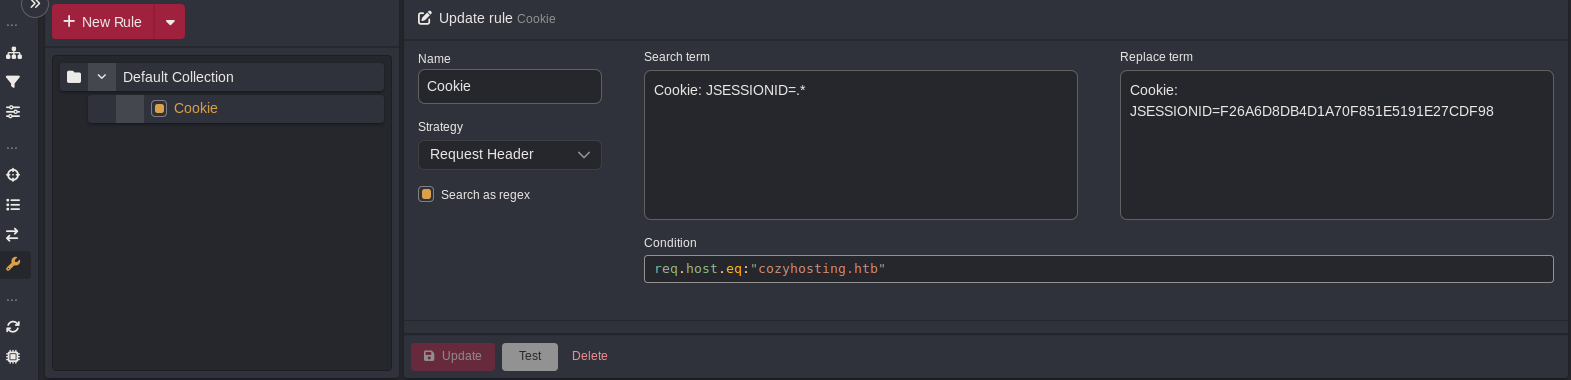 New Rule
Default Collection
Cookie
Update rule Cookie
Name
Cookie
Strategy
Request Header
Search as regex
Search term
Cookie: JSESSIONID=.*
Replace term
Cookie:
JSESSIONID=F26A6D8DB4D1A70F851E5191E27CDF98
Condition
req.host.eq:"cozyhosting.htb"
Update
Test
Delete